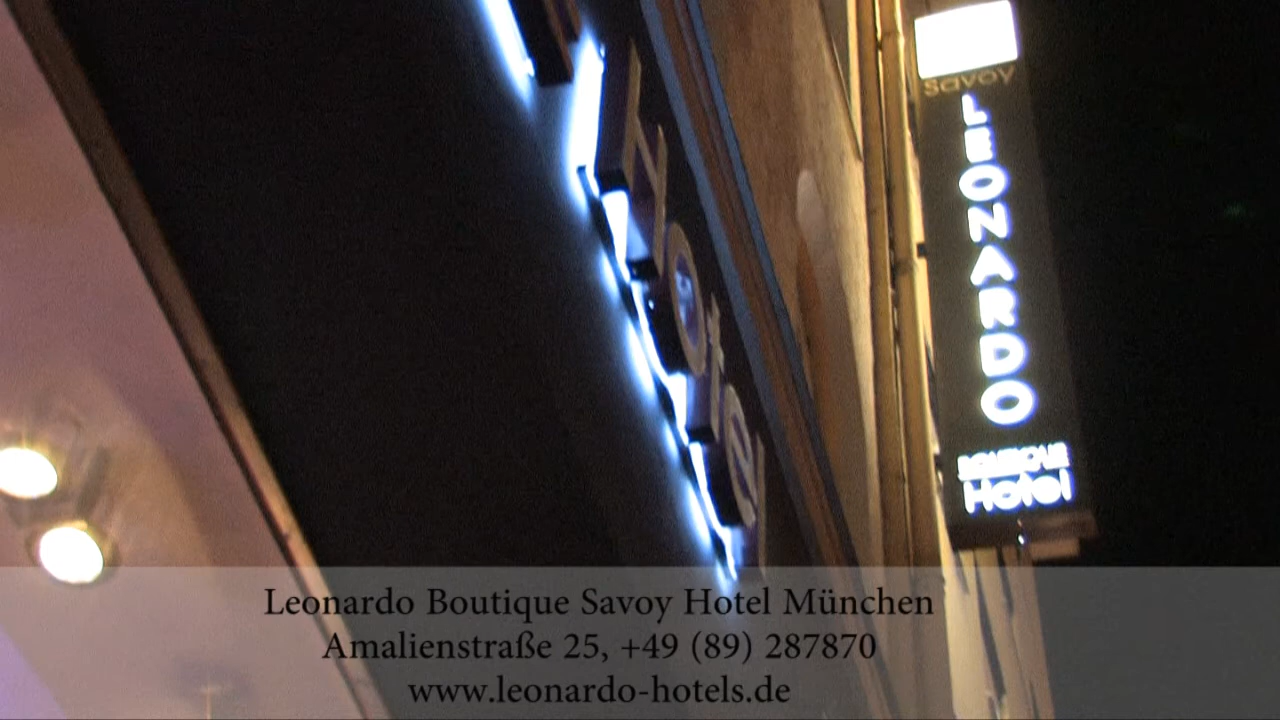 Hotel
savoy
LEONARDO
BOUTIQUE
Hotel
Leonardo Boutique Savoy Hotel München
Amalienstraße 25, +49 (89) 287870
www.leonardo-hotels.de